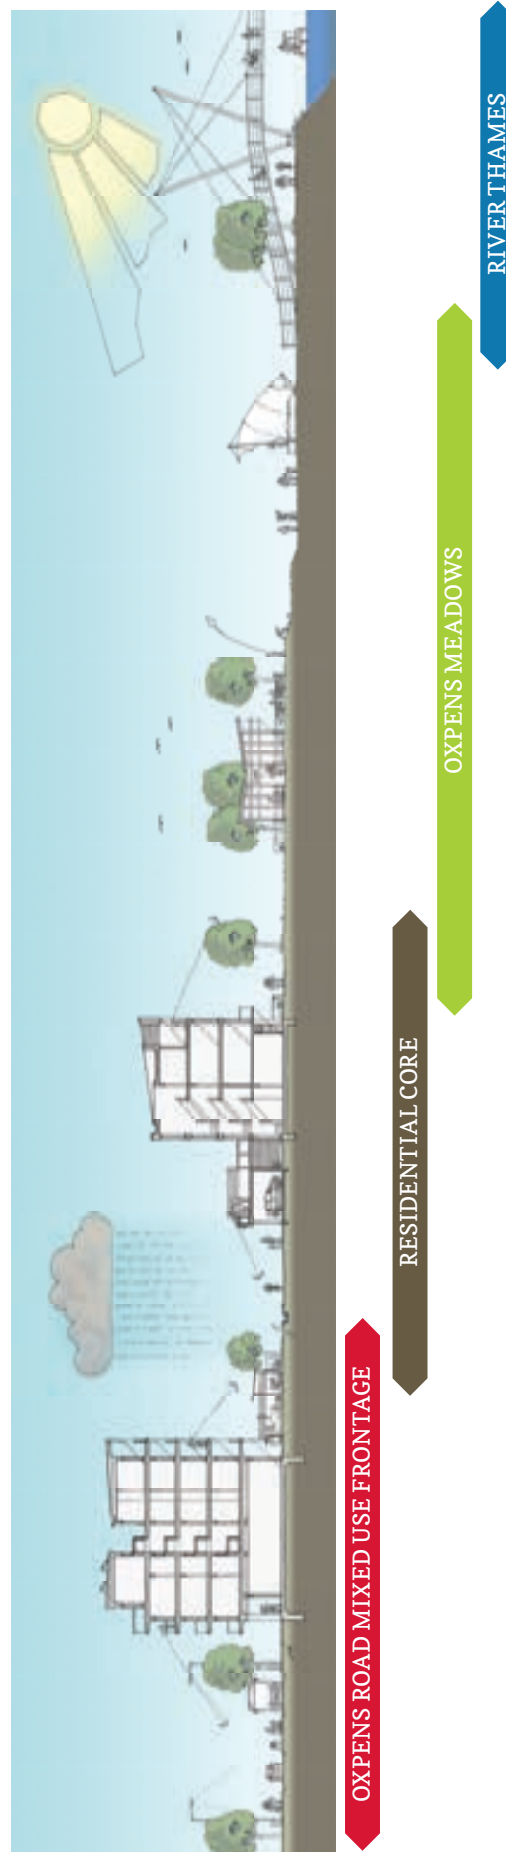 OXPENS ROAD MIXED USE FRONTAGE
RESIDENTIAL CORE
OXPENS MEADOWS
RIVER THAMES